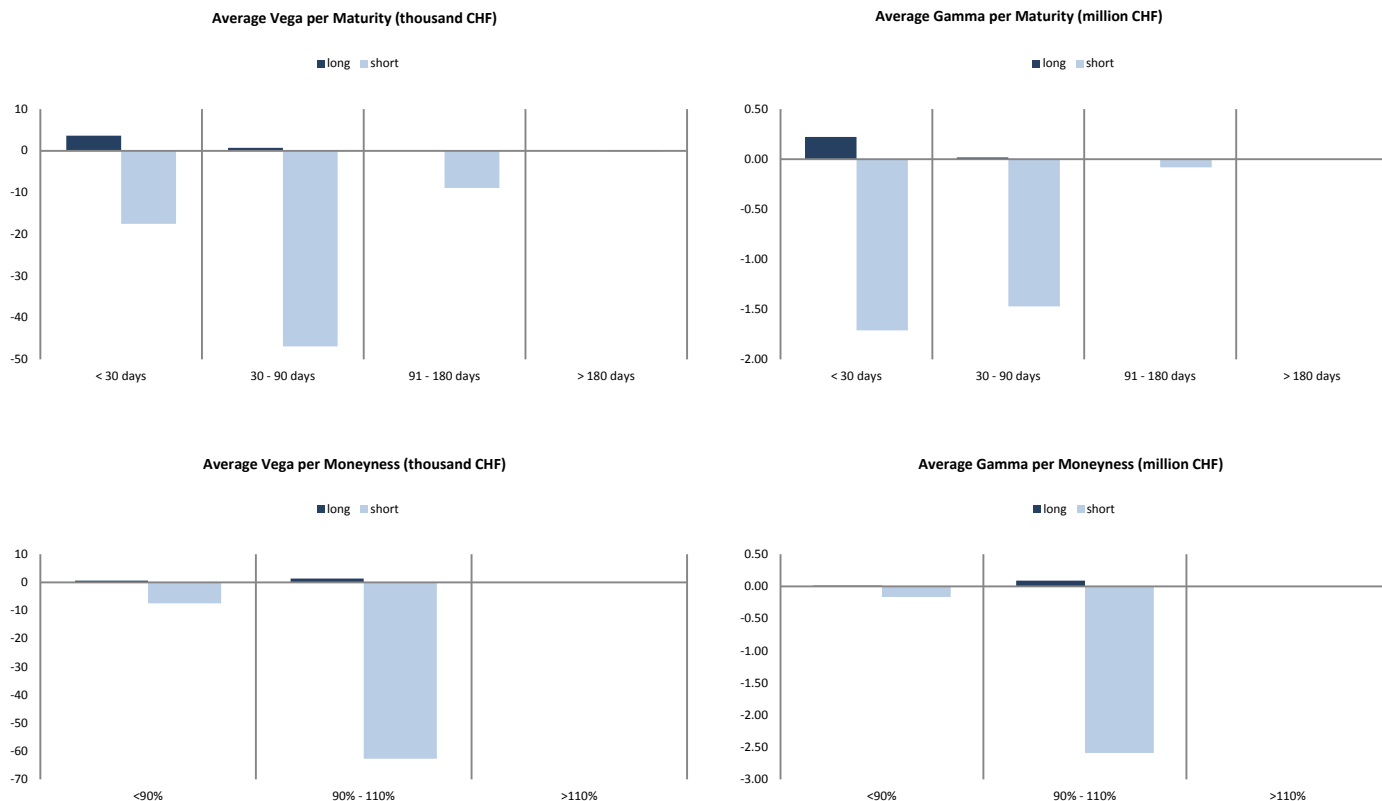 Average Vega per Maturity (thousand CHF)
long short
10
0
-10
-20
-30
-40
-50
< 30 days 30 - 90 days 91 - 180 days > 180 days
Average Gamma per Maturity (million CHF)
long short
0.50
0.00
-0.50
-1.00
-1.50
-2.00
< 30 days 30 - 90 days 91 - 180 days > 180 days
Average Vega per Moneyness (thousand CHF)
long short
10
0
-10
-20
-30
-40
-50
-60
-70
<90% 90% - 110% >110%
Average Gamma per Moneyness (million CHF)
long short
0.50
0.00
-0.50
-1.00
-1.50
-2.00
-2.50
-3.00
<90% 90% - 110% >110%